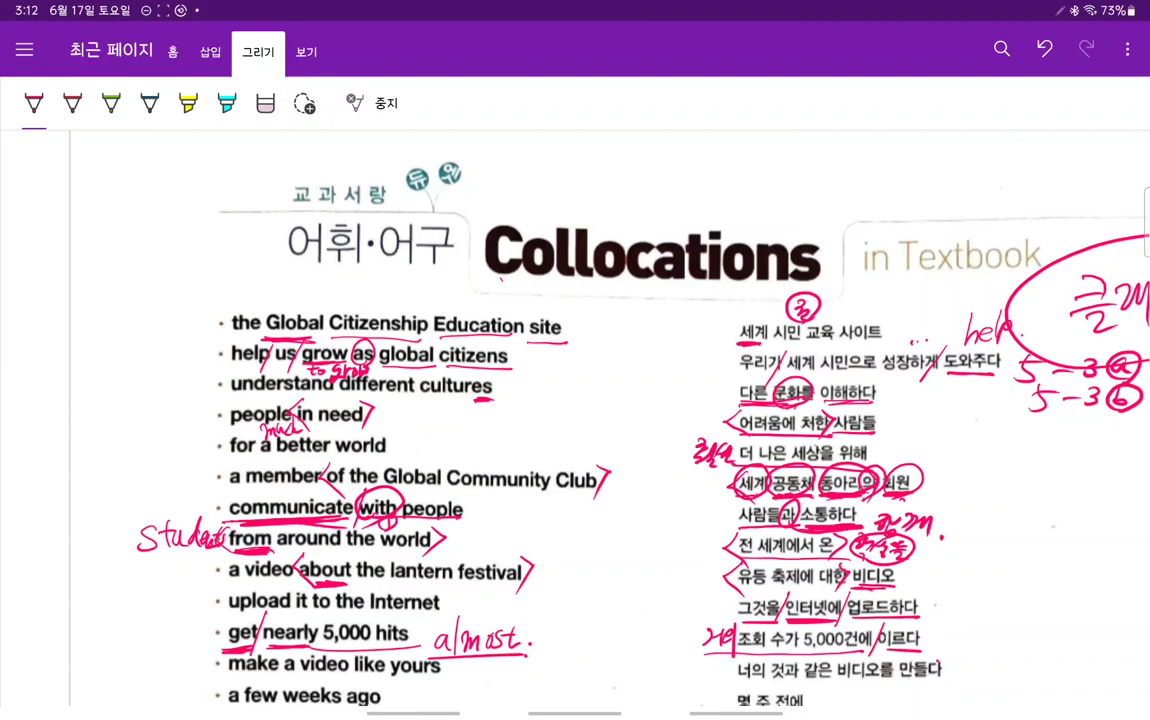 3:12 6월 17일 토요일 73%
최근 페이지 홈 삽입 그리기 보기
중지
교과서랑
어휘·어구 Collocations in Textbook
• the Global Citizenship Education site 세계 시민 교육 사이트
help
• help us grow as global citizens 우리가 세계 시민으로 성장하게 도와주다
to grow
5-3 ⓐ
5-3 ⓑ
• understand different cultures 다른 문화를 이해하다
• people in need 어려움에 처한 사람들
much
• for a better world 훨씬 더 나은 세상을 위해
• a member of the Global Community Club 세계 공동체 동아리의 회원
• communicate with people 사람들과 소통하다
• from around the world 전 세계에서 온
• a video about the lantern festival 유등 축제에 대한 비디오
• upload it to the Internet 그것을 인터넷에 업로드하다
• get nearly 5,000 hits almost. 거의 조회 수가 5,000건에 이르다
• make a video like yours 너의 것과 같은 비디오를 만들다
• a few weeks ago 몇 주 전에